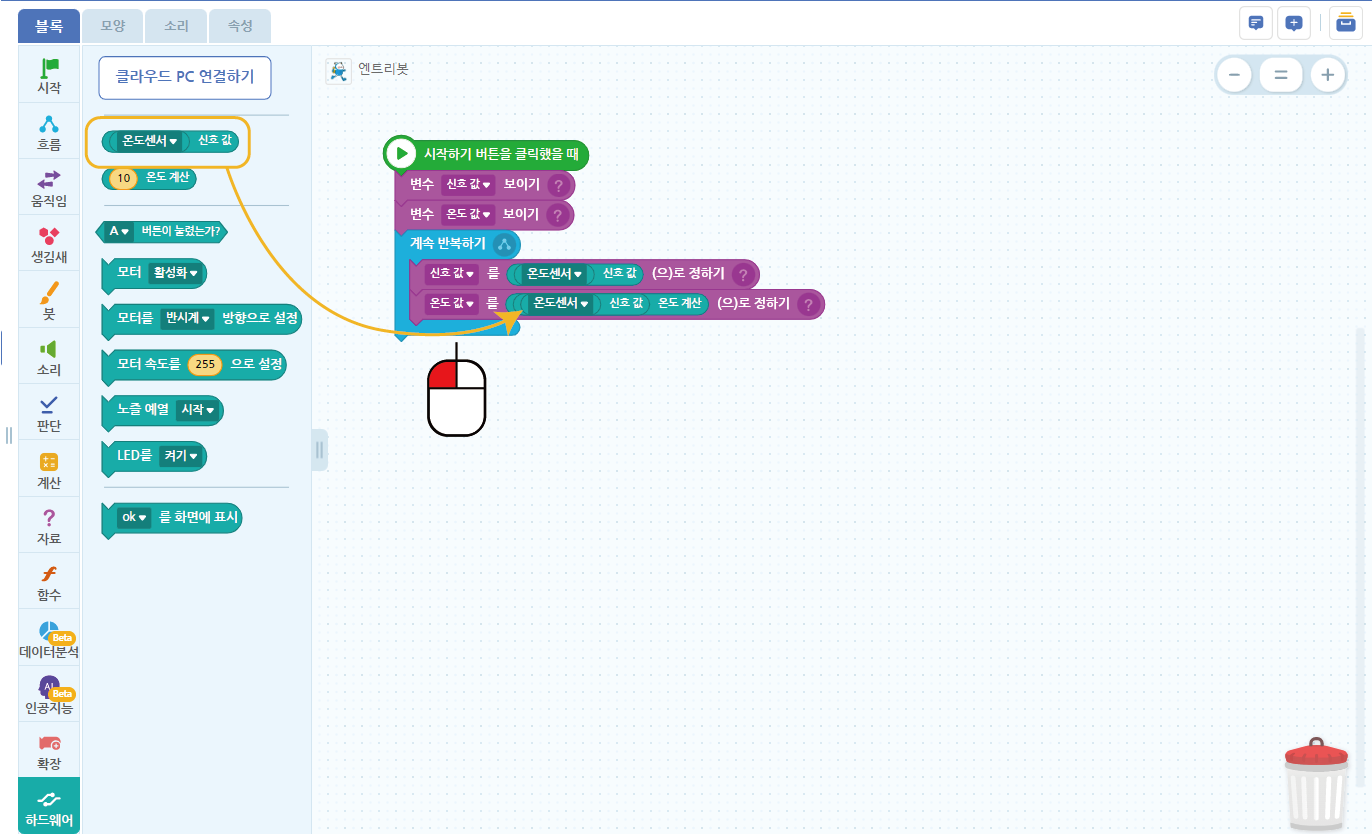 블록
모양
소리
속성
시작
흐름
움직임
생김새
붓
소리
판단
계산
자료
함수
Beta
데이터분석
AI
Beta
인공지능
확장
하드웨어
클라우드 PC 연결하기
온도센서 신호 값
10 온도 계산
A 버튼이 눌렸는가?
모터 활성화
모터를 반시계 방향으로 설정
모터 속도를 255 으로 설정
노즐 예열 시작
LED를 켜기
ok 를 화면에 표시
엔트리봇
시작하기 버튼을 클릭했을 때
변수 신호 값 보이기 ?
변수 온도 값 보이기 ?
계속 반복하기
신호 값 를 온도센서 신호 값 (으)로 정하기 ?
온도 값 를 온도센서 신호 값 온도 계산 (으)로 정하기 ?